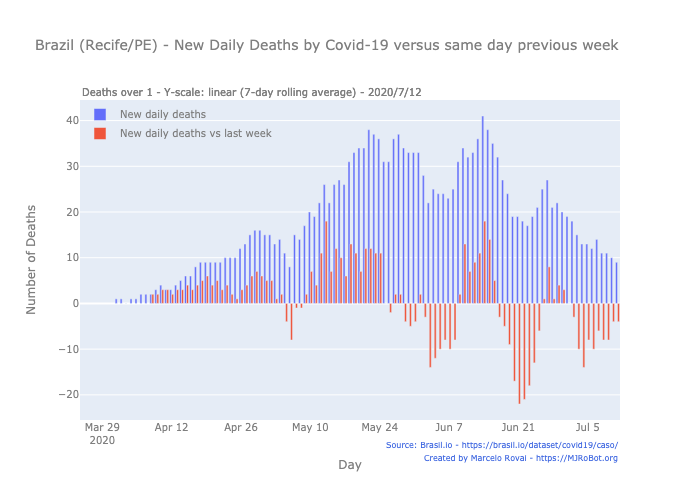 Brazil (Recife/PE) - New Daily Deaths by Covid-19 versus same day previous week
Deaths over 1 - Y-scale: linear (7-day rolling average) - 2020/7/12
New daily deaths
New daily deaths vs last week
Number of Deaths
40
30
20
10
0
−10
−20
Mar 29 Apr 12 Apr 26 May 10 May 24 Jun 7 Jun 21 Jul 5
2020
Source: Brasil.io - https://brasil.io/dataset/covid19/caso/
Created by Marcelo Rovai - https://MJRoBot.org
Day